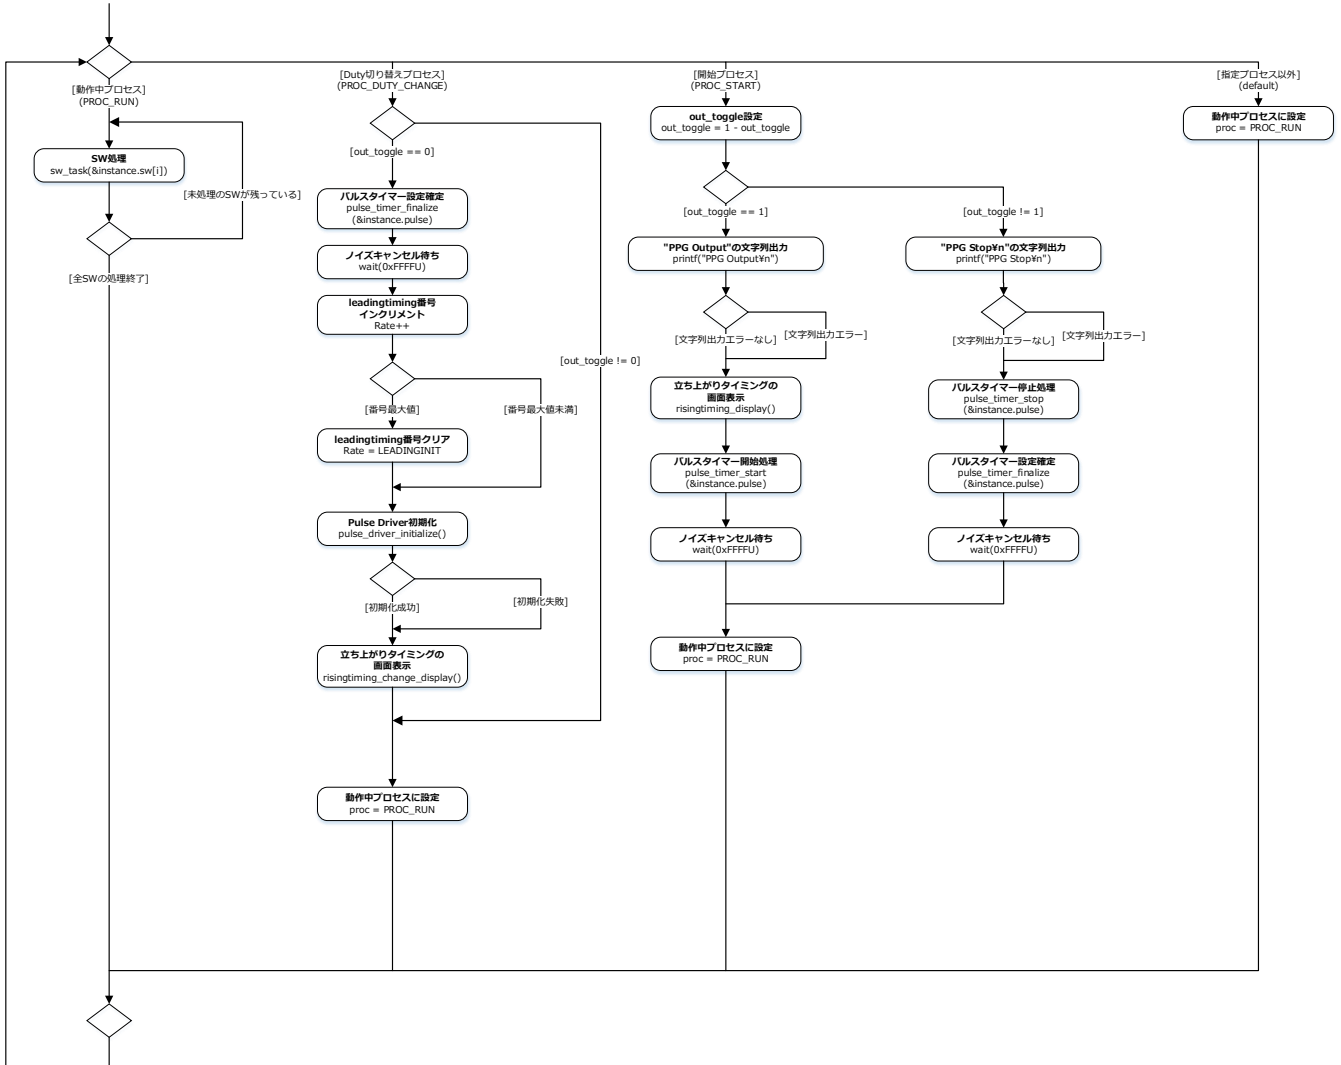 [動作中プロセス]
(PROC_RUN)
SW処理
sw_task(&instance.sw[i])
[未処理のSWが残っている]
[全SWの処理終了]
[Duty切り替えプロセス]
(PROC_DUTY_CHANGE)
[out_toggle == 0]
パルスタイマー設定確定
pulse_timer_finalize
(&instance.pulse)
ノイズキャンセル待ち
wait(0xFFFFU)
leadingtiming番号
インクリメント
Rate++
[out_toggle != 0]
[番号最大値]
[番号最大値未満]
leadingtiming番号クリア
Rate = LEADINGINIT
Pulse Driver初期化
pulse_driver_initialize()
[初期化成功]
[初期化失敗]
立ち上がりタイミングの
画面表示
risingtiming_change_display()
動作中プロセスに設定
proc = PROC_RUN
[開始プロセス]
(PROC_START)
out_toggle設定
out_toggle = 1 - out_toggle
[out_toggle == 1]
"PPG Output"の文字列出力
printf("PPG Output¥n")
[文字列出力エラーなし]
[文字列出力エラー]
立ち上がりタイミングの
画面表示
risingtiming_display()
パルスタイマー開始処理
pulse_timer_start
(&instance.pulse)
ノイズキャンセル待ち
wait(0xFFFFU)
[out_toggle != 1]
"PPG Stop¥n"の文字列出力
printf("PPG Stop¥n")
[文字列出力エラーなし]
[文字列出力エラー]
パルスタイマー停止処理
pulse_timer_stop
(&instance.pulse)
パルスタイマー設定確定
pulse_timer_finalize
(&instance.pulse)
ノイズキャンセル待ち
wait(0xFFFFU)
動作中プロセスに設定
proc = PROC_RUN
[指定プロセス以外]
(default)
動作中プロセスに設定
proc = PROC_RUN